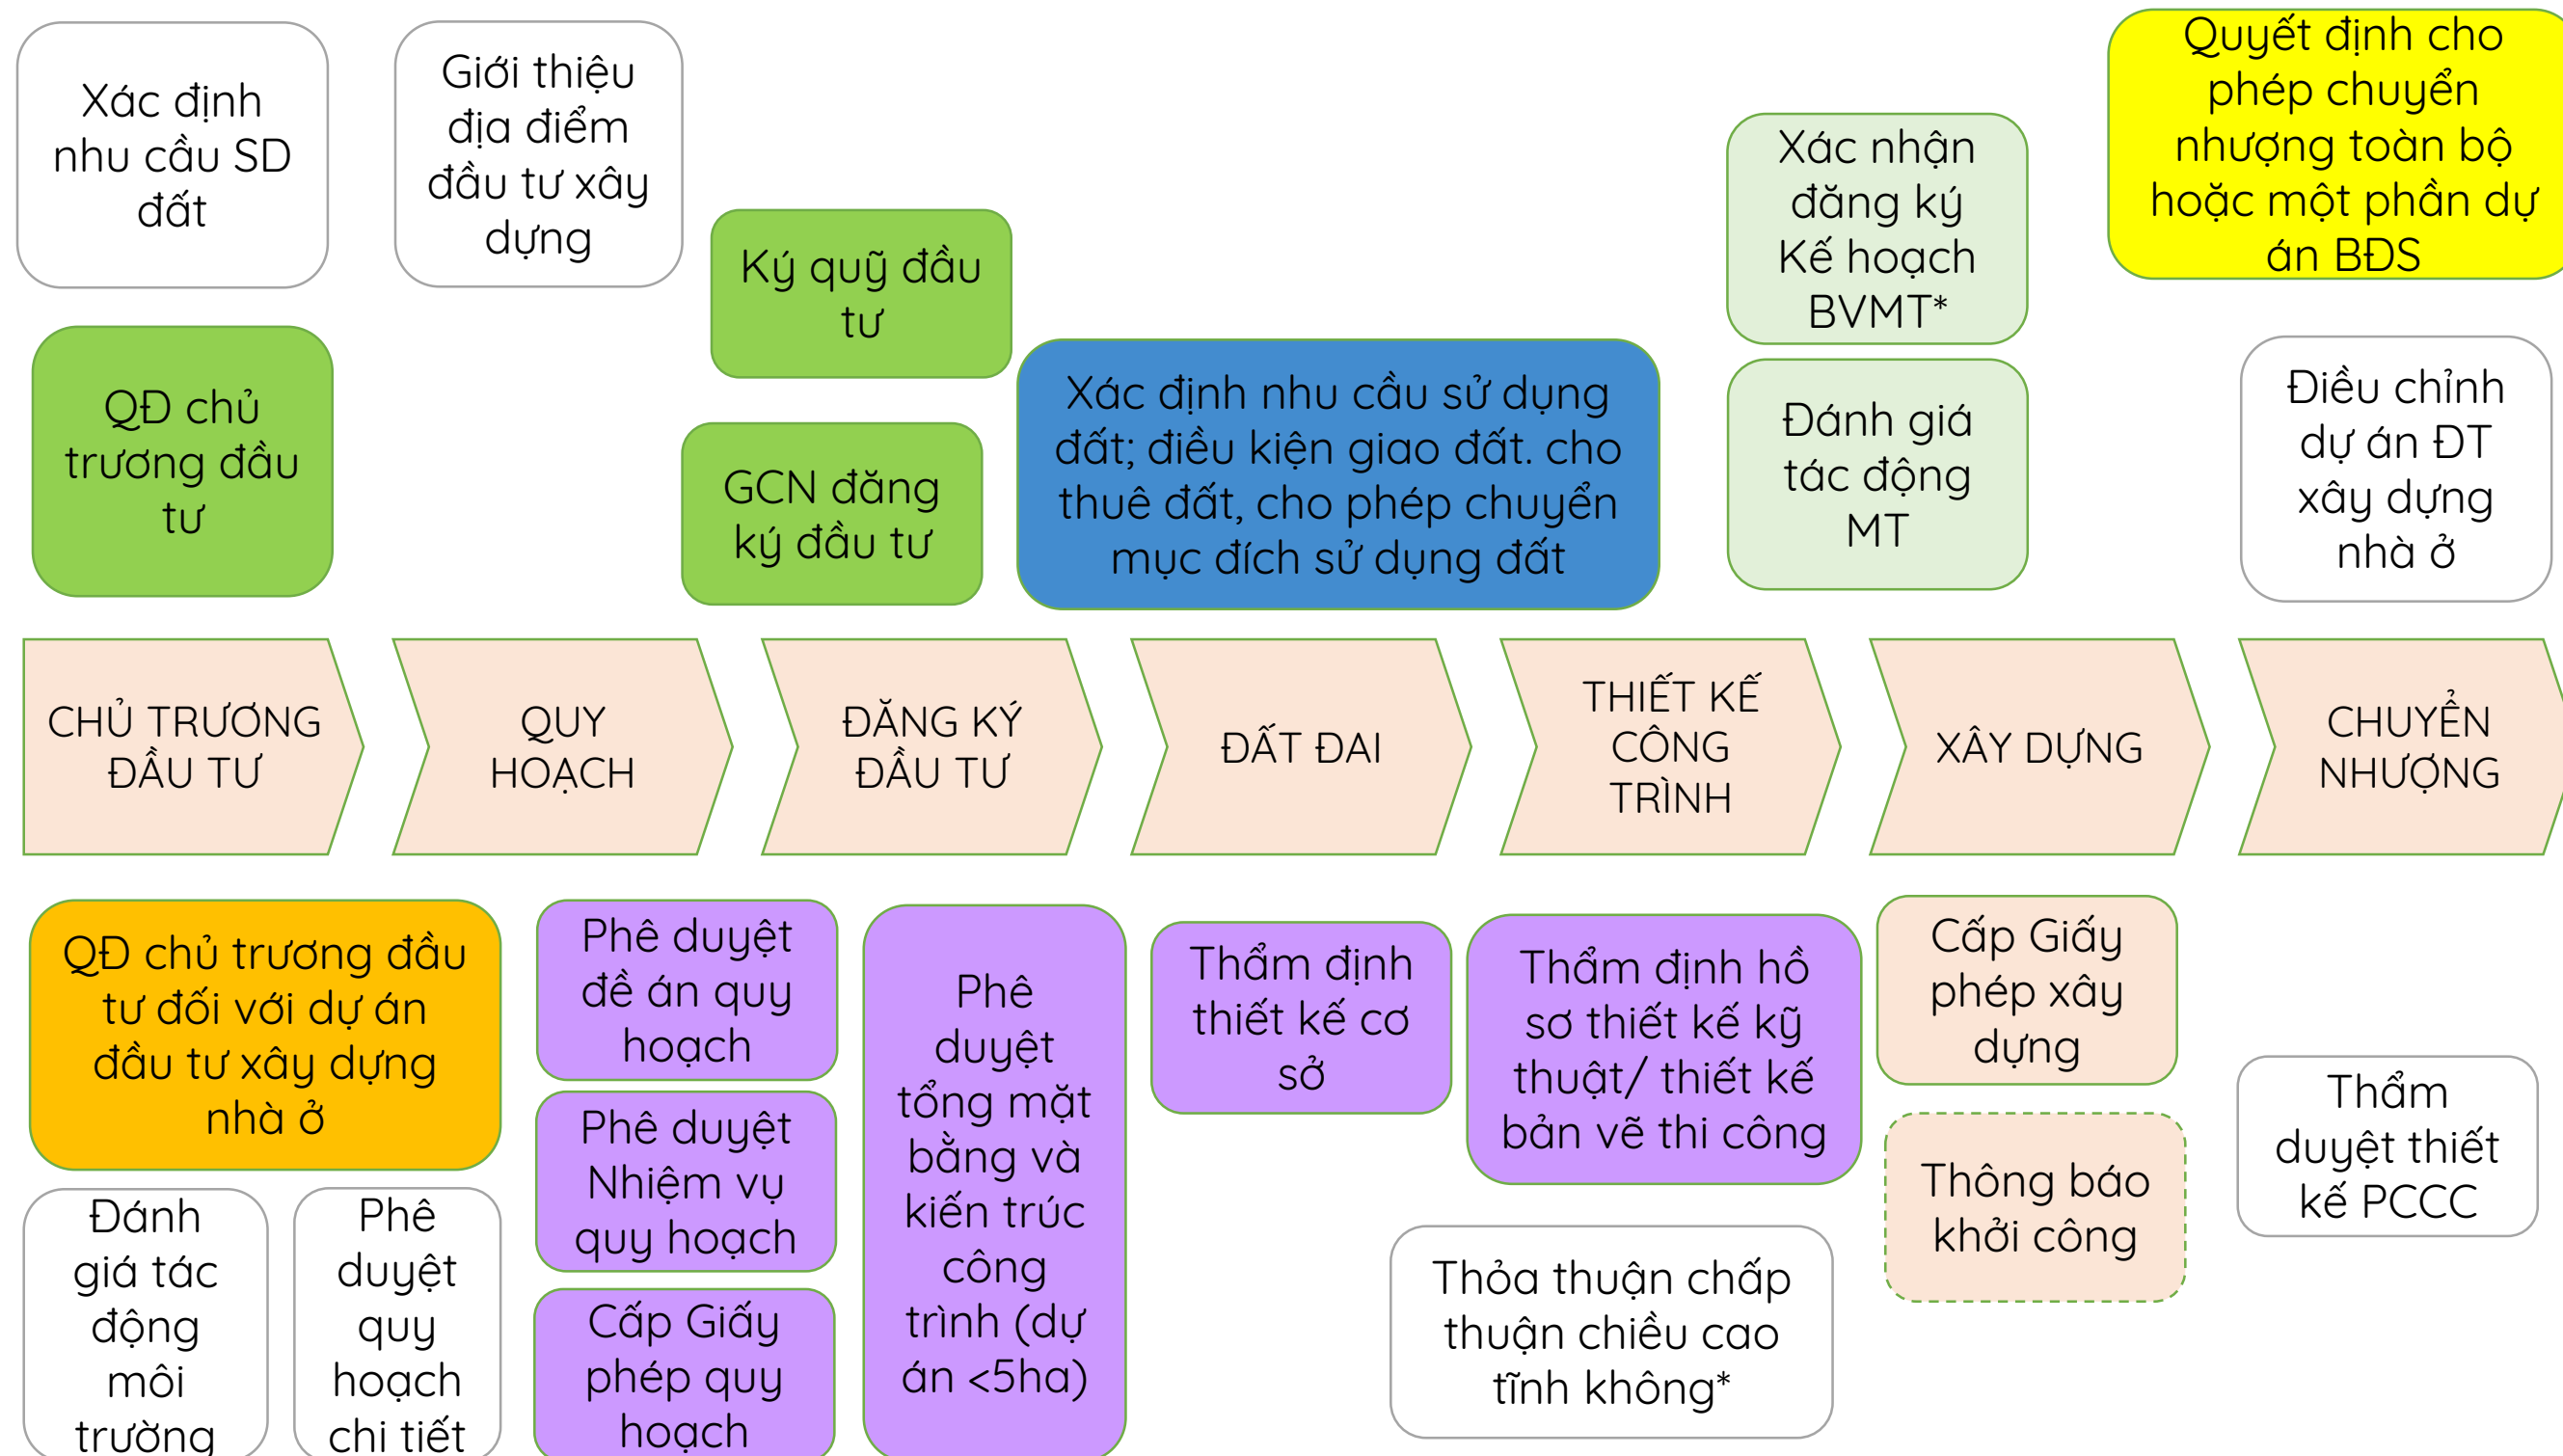 Xác định
nhu cầu SD
đất
Giới thiệu
địa điểm
đầu tư xây
dựng
Ký quỹ đầu
tư
Xác nhận
đăng ký
Kế hoạch
BVMT*
Quyết định cho
phép chuyển
nhượng toàn bộ
hoặc một phần dự
án BĐS
QĐ chủ
trương đầu
tư
GCN đăng
ký đầu tư
Xác định nhu cầu sử dụng
đất; điều kiện giao đất. cho
thuê đất, cho phép chuyển
mục đích sử dụng đất
Đánh giá
tác động
MT
Điều chỉnh
dự án ĐT
xây dựng
nhà ở
CHỦ TRƯƠNG
ĐẦU TƯ
QUY
HOẠCH
ĐĂNG KÝ
ĐẦU TƯ
ĐẤT ĐAI
THIẾT KẾ
CÔNG
TRÌNH
XÂY DỰNG
CHUYỂN
NHƯỢNG
QĐ chủ trương đầu
tư đối với dự án
đầu tư xây dựng
nhà ở
Phê duyệt
đề án quy
hoạch
Phê
duyệt
tổng mặt
bằng và
kiến trúc
công
trình (dự
án <5ha)
Thẩm định
thiết kế cơ
sở
Thẩm định hồ
sơ thiết kế kỹ
thuật/ thiết kế
bản vẽ thi công
Cấp Giấy
phép xây
dựng
Thẩm
duyệt thiết
kế PCCC
Đánh
giá tác
động
môi
trường
Phê
duyệt
quy
hoạch
chi tiết
Phê duyệt
Nhiệm vụ
quy hoạch
Thông báo
khởi công
Cấp Giấy
phép quy
hoạch
Thỏa thuận chấp
thuận chiều cao
tĩnh không*